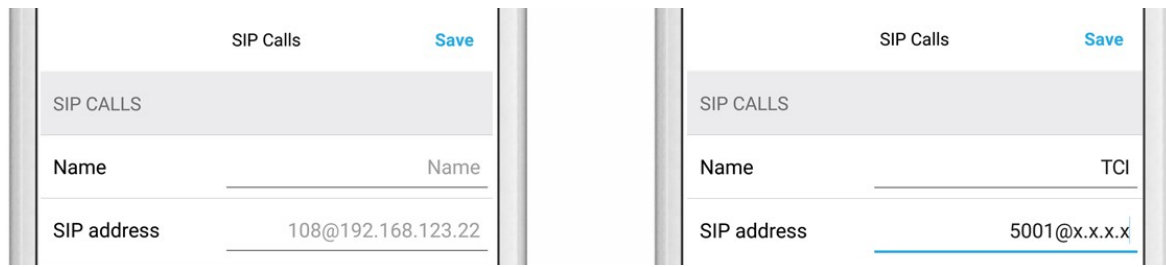 SIP Calls Save
SIP CALLS
Name Name
SIP address 108@192.168.123.22
SIP Calls Save
SIP CALLS
Name TCI
SIP address 5001@x.x.x.x